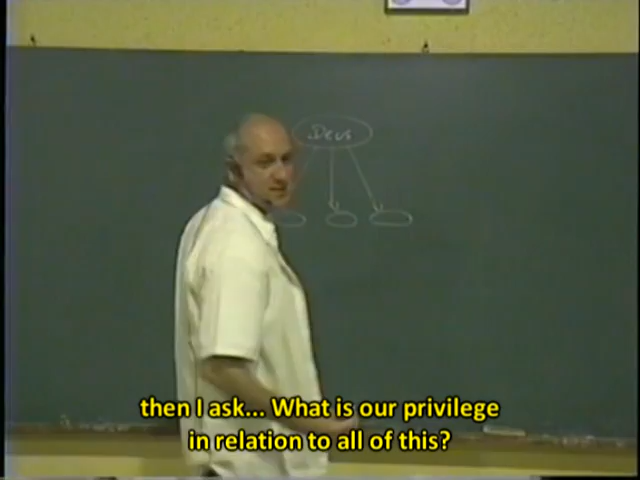 Deus
then I ask... What is our privilege
in relation to all of this?